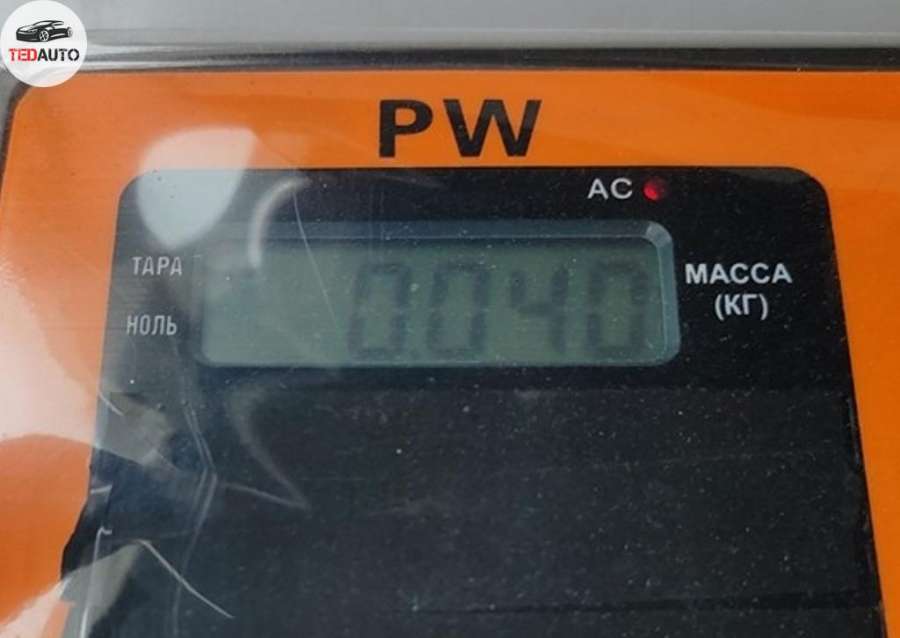 TEDAUTO
PW
AC
ТАРА
0.040
МАССА
(КГ)
НОЛЬ